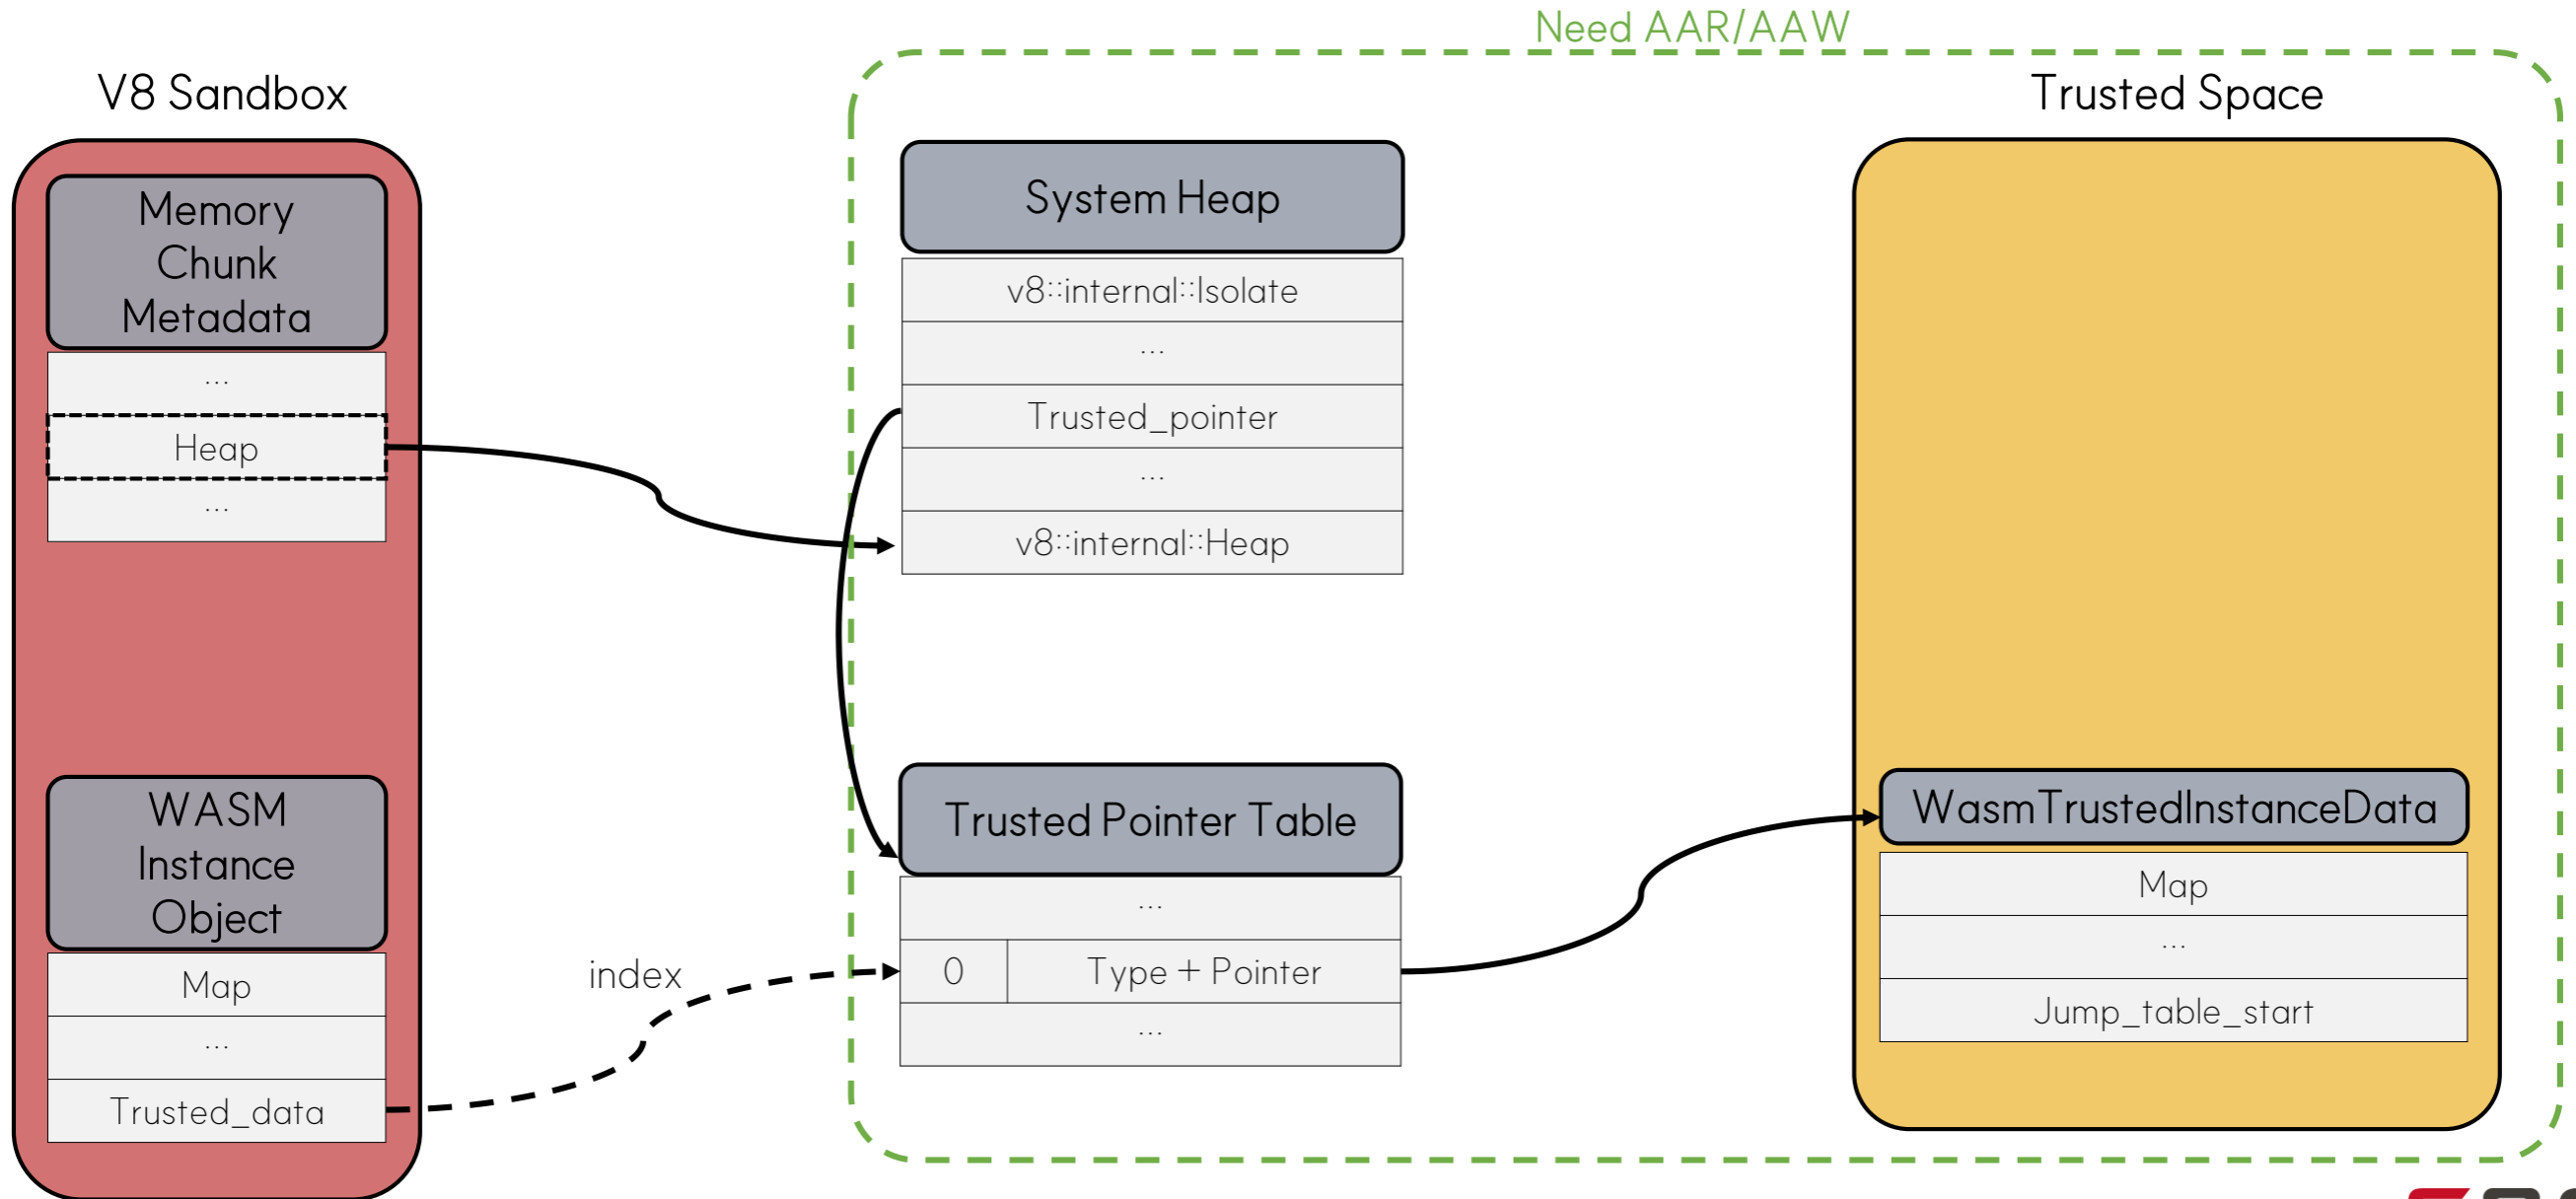 Need AAR/AAW
V8 Sandbox
Trusted Space
Memory
Chunk
Metadata
...
Heap
...
System Heap
v8::internal::Isolate
...
Trusted_pointer
...
v8::internal::Heap
WASM
Instance
Object
Map
...
Trusted_data
index
Trusted Pointer Table
...
0 Type + Pointer
...
WasmTrustedInstanceData
Map
...
Jump_table_start